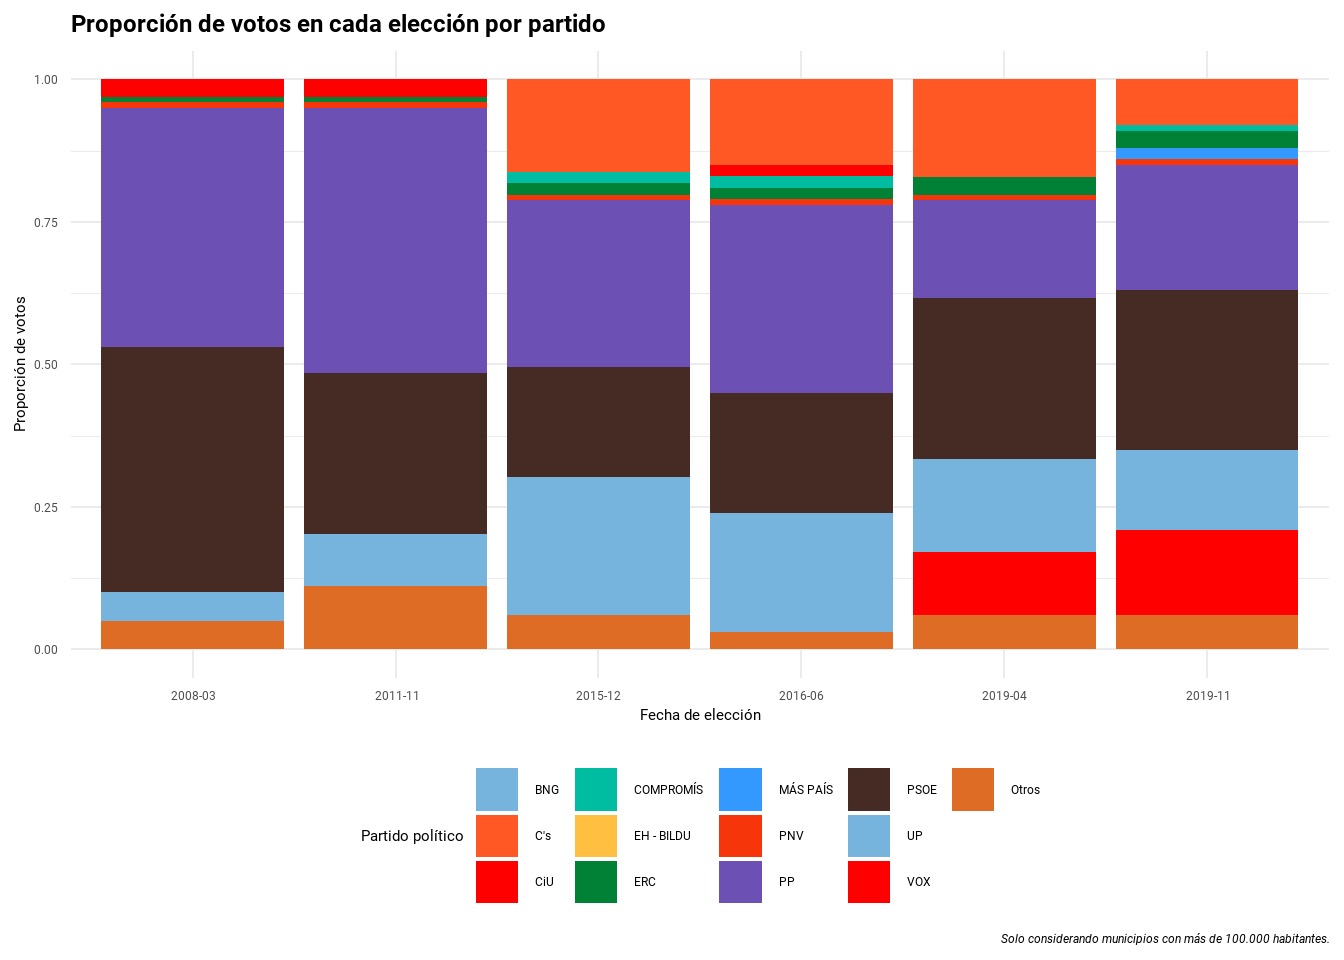 Proporción de votos en cada elección por partido
Proporción de votos
1.00
0.75
0.50
0.25
0.00
2008-03 2011-11 2015-12 2016-06 2019-04 2019-11
Fecha de elección
Partido político
BNG COMPROMÍS MÁS PAÍS PSOE Otros
C's EH - BILDU PNV UP
CiU ERC PP VOX
Solo considerando municipios con más de 100.000 habitantes.